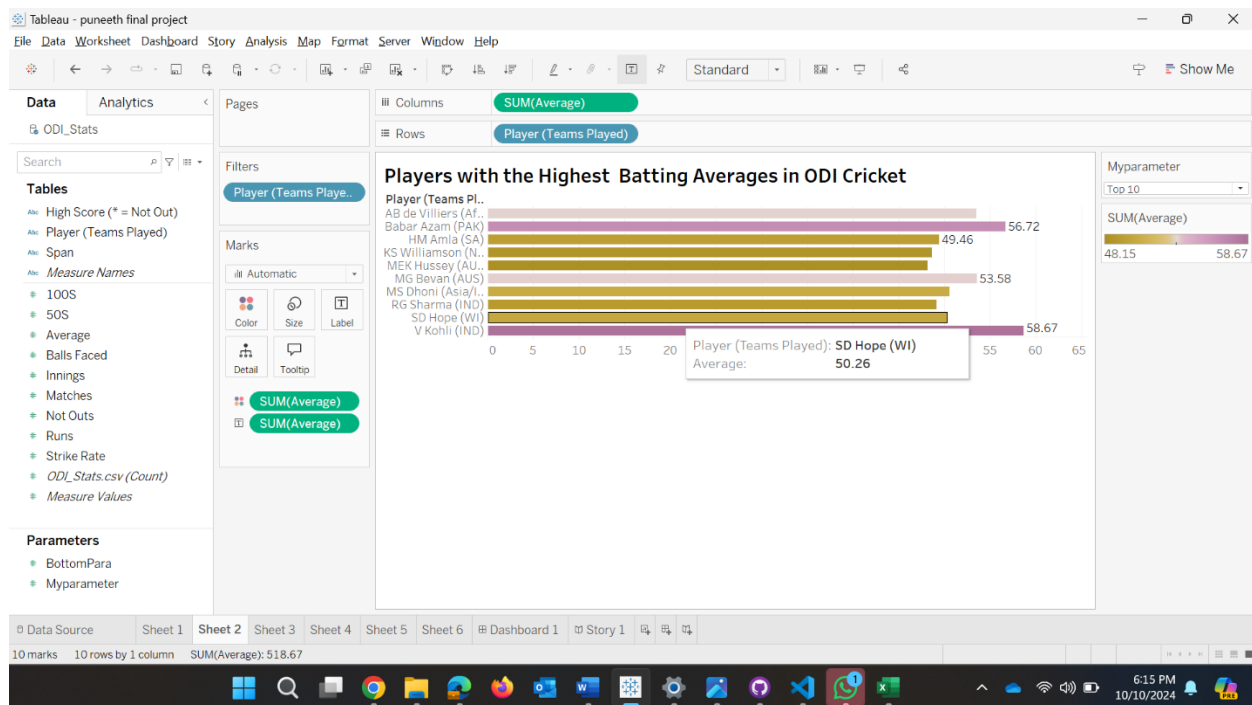 Tableau - puneeth final project
File Data Worksheet Dashboard Story Analysis Map Format Server Window Help
Standard
Show Me
Data Analytics
ODI_Stats
Search
Tables
Abc High Score (* = Not Out)
Abc Player (Teams Played)
Abc Span
Abc Measure Names
# 100S
# 50S
# Average
# Balls Faced
# Innings
# Matches
# Not Outs
# Runs
# Strike Rate
# ODI_Stats.csv (Count)
# Measure Values
Parameters
# BottomPara
# Myparameter
Pages
Filters
Player (Teams Playe..
Marks
Automatic
Color Size Label
Detail Tooltip
SUM(Average)
SUM(Average)
Columns SUM(Average)
Rows Player (Teams Played)
Players with the Highest Batting Averages in ODI Cricket
Player (Teams Pl..
AB de Villiers (Af..
Babar Azam (PAK) 56.72
HM Amla (SA) 49.46
KS Williamson (N..
MEK Hussey (AU..
MG Bevan (AUS) 53.58
MS Dhoni (Asia/I..
RG Sharma (IND)
SD Hope (WI)
V Kohli (IND) 58.67
0 5 10 15 20 55 60 65
Player (Teams Played): SD Hope (WI)
Average: 50.26
Myparameter
Top 10
SUM(Average)
48.15 58.67
Data Source Sheet 1 Sheet 2 Sheet 3 Sheet 4 Sheet 5 Sheet 6 Dashboard 1 Story 1
10 marks 10 rows by 1 column SUM(Average): 518.67
1
6:15 PM
10/10/2024
PRE